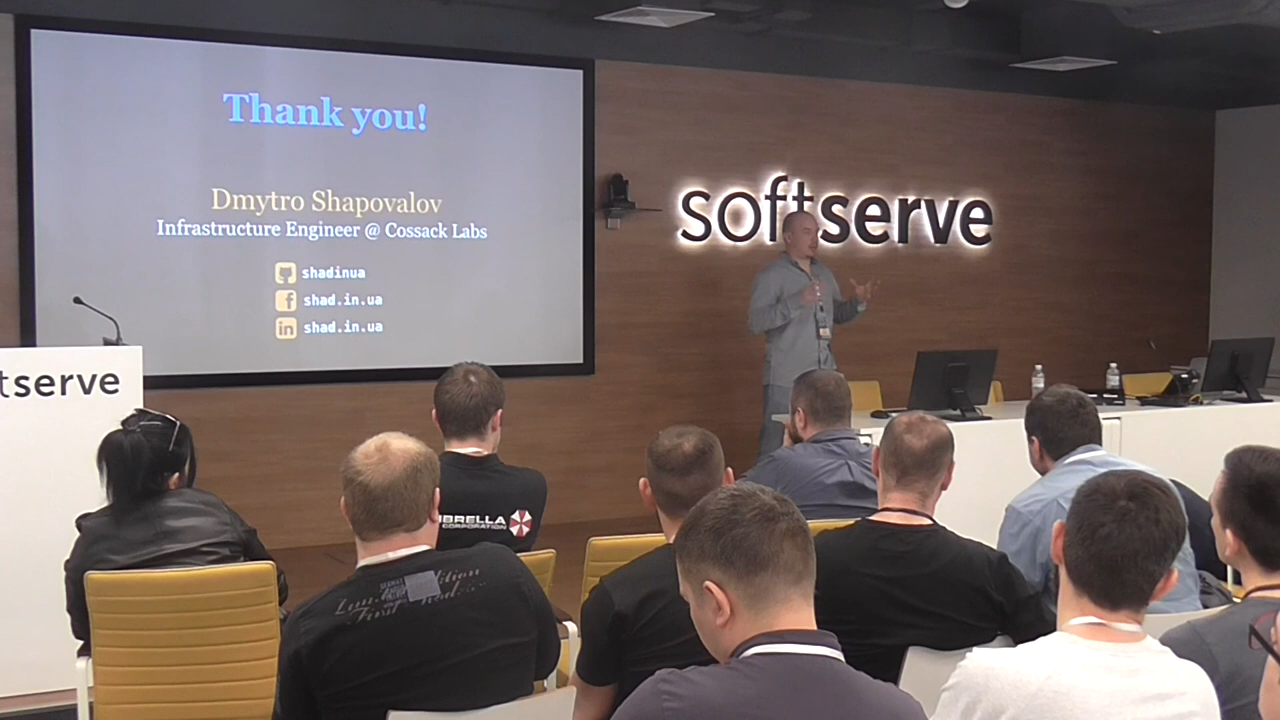 Thank you!
Dmytro Shapovalov
Infrastructure Engineer @ Cossack Labs
shadinua
shad.in.ua
shad.in.ua
softserve
tserve
BRELLA
CORPORATION